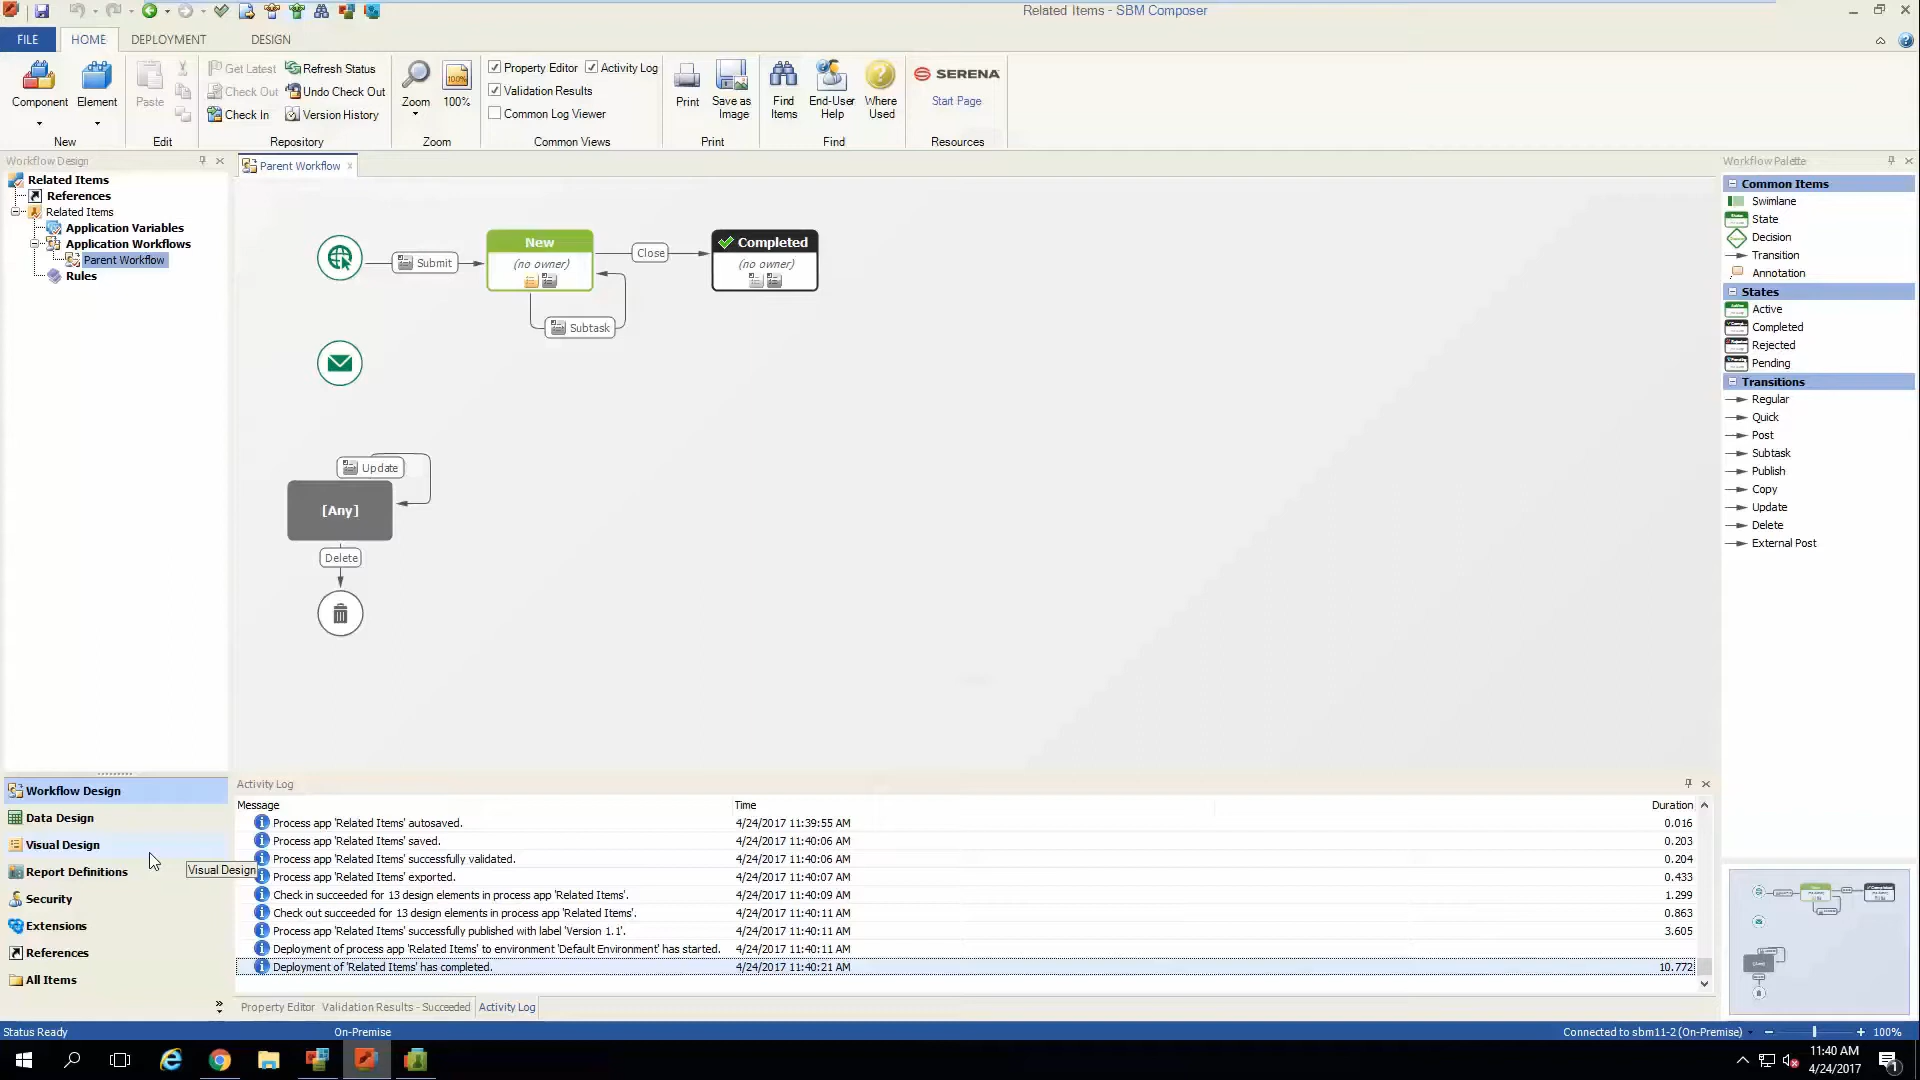 Related Items - SBM Composer
FILE
HOME
DEPLOYMENT
DESIGN
Component
Element
New
Paste
Edit
Get Latest
Refresh Status
Check Out
Undo Check Out
Check In
Version History
Repository
Zoom
100%
Zoom
Property Editor
Activity Log
Validation Results
Common Log Viewer
Common Views
Print
Save as
Image
Print
Find
Items
End-User
Help
Where
Used
Find
SERENA
Start Page
Resources
Workflow Design
Related Items
References
Related Items
Application Variables
Application Workflows
Parent Workflow
Rules
Parent Workflow
Submit
New
(no owner)
Close
Completed
(no owner)
Subtask
Update
[Any]
Delete
Workflow Palette
Common Items
Swimlane
State
Decision
Transition
Annotation
States
Active
Completed
Rejected
Pending
Transitions
Regular
Quick
Post
Subtask
Publish
Copy
Update
Delete
External Post
Workflow Design
Data Design
Visual Design
Report Definitions
Security
Extensions
References
All Items
Visual Design
Activity Log
Message Time Duration
Process app 'Related Items' autosaved. 4/24/2017 11:39:55 AM 0.016
Process app 'Related Items' saved. 4/24/2017 11:40:06 AM 0.203
Process app 'Related Items' successfully validated. 4/24/2017 11:40:06 AM 0.204
Process app 'Related Items' exported. 4/24/2017 11:40:07 AM 0.433
Check in succeeded for 13 design elements in process app 'Related Items'. 4/24/2017 11:40:09 AM 1.299
Check out succeeded for 13 design elements in process app 'Related Items'. 4/24/2017 11:40:11 AM 0.863
Process app 'Related Items' successfully published with label 'Version 1.1'. 4/24/2017 11:40:11 AM 3.605
Deployment of process app 'Related Items' to environment 'Default Environment' has started. 4/24/2017 11:40:11 AM
Deployment of 'Related Items' has completed. 4/24/2017 11:40:21 AM 10.772
Property Editor Validation Results - Succeeded Activity Log
Status Ready
On-Premise
Connected to sbm11-2 (On-Premise)
100%
11:40 AM
4/24/2017
1